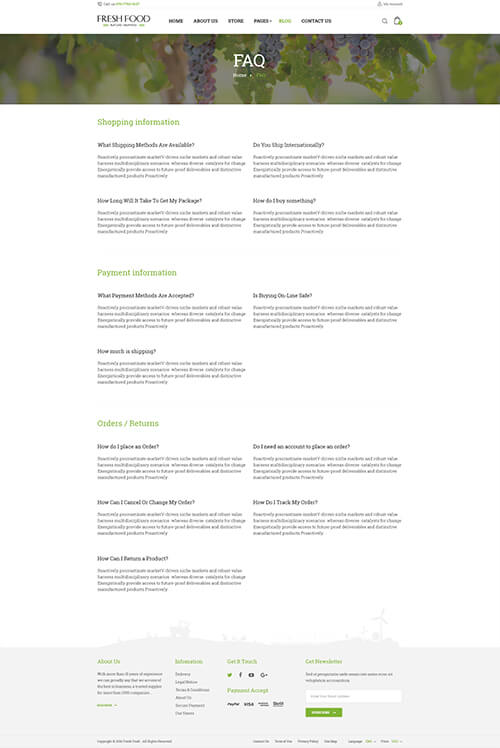 Call us
My Account
FRESH FOOD
HOME ABOUT US STORE PAGES BLOG CONTACT US
FAQ
Home FAQ
Shopping information
What Shipping Methods Are Available?
Proactively procrastinate marketV-driven niche markets and robust value
harness multidisciplinary scenarios whereas diverse catalysts for change
Energistically provide access to future-proof deliverables and distinctive
manufactured products Proactively
Do You Ship Internationally?
Proactively procrastinate marketV-driven niche markets and robust value
harness multidisciplinary scenarios whereas diverse catalysts for change
Energistically provide access to future-proof deliverables and distinctive
manufactured products Proactively
How Long Will It Take To Get My Package?
Proactively procrastinate marketV-driven niche markets and robust value
harness multidisciplinary scenarios whereas diverse catalysts for change
Energistically provide access to future-proof deliverables and distinctive
manufactured products Proactively
How do I buy something?
Proactively procrastinate marketV-driven niche markets and robust value
harness multidisciplinary scenarios whereas diverse catalysts for change
Energistically provide access to future-proof deliverables and distinctive
manufactured products Proactively
Payment information
What Payment Methods Are Accepted?
Proactively procrastinate marketV-driven niche markets and robust value
harness multidisciplinary scenarios whereas diverse catalysts for change
Energistically provide access to future-proof deliverables and distinctive
manufactured products Proactively
Is Buying On-Line Safe?
Proactively procrastinate marketV-driven niche markets and robust value
harness multidisciplinary scenarios whereas diverse catalysts for change
Energistically provide access to future-proof deliverables and distinctive
manufactured products Proactively
How much is shipping?
Proactively procrastinate marketV-driven niche markets and robust value
harness multidisciplinary scenarios whereas diverse catalysts for change
Energistically provide access to future-proof deliverables and distinctive
manufactured products Proactively
Orders / Returns
How do I place an Order?
Proactively procrastinate marketV-driven niche markets and robust value
harness multidisciplinary scenarios whereas diverse catalysts for change
Energistically provide access to future-proof deliverables and distinctive
manufactured products Proactively
Do I need an account to place an order?
Proactively procrastinate marketV-driven niche markets and robust value
harness multidisciplinary scenarios whereas diverse catalysts for change
Energistically provide access to future-proof deliverables and distinctive
manufactured products Proactively
How Can I Cancel Or Change My Order?
Proactively procrastinate marketV-driven niche markets and robust value
harness multidisciplinary scenarios whereas diverse catalysts for change
Energistically provide access to future-proof deliverables and distinctive
manufactured products Proactively
How Do I Track My Order?
Proactively procrastinate marketV-driven niche markets and robust value
harness multidisciplinary scenarios whereas diverse catalysts for change
Energistically provide access to future-proof deliverables and distinctive
manufactured products Proactively
How Can I Return a Product?
Proactively procrastinate marketV-driven niche markets and robust value
harness multidisciplinary scenarios whereas diverse catalysts for change
Energistically provide access to future-proof deliverables and distinctive
manufactured products Proactively
About Us
With more than 15 years of experience
we can proudly say that we are one of
the best in business, a trusted supplier
for more than 1000 companies...
READ MORE
Infomation
Delivery
Legal Notice
Terms & Conditions
About Us
Secure Payment
Our Stores
Get It Touch
Payment Accept
PayPal VISA
Get Newsletter
Sed ut perspiciatis unde omnis iste natus error sit
voluptatem accusantium
Enter Your Email Address
SUBSCRIBE
Copyright © 2016 Fresh Food. All Rights Reserved
Contact Us Term of Use Privacy Policy Site Map Language Price